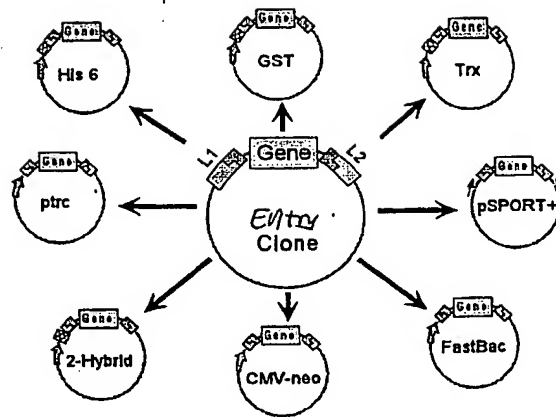 Gene
His 6
Gene
GST
Gene
Trx
L1
Gene
L2
Gene
ptrc
Entry
Clone
Gene
pSPORT+
Gene
2-Hybrid
Gene
CMV-neo
Gene
FastBac